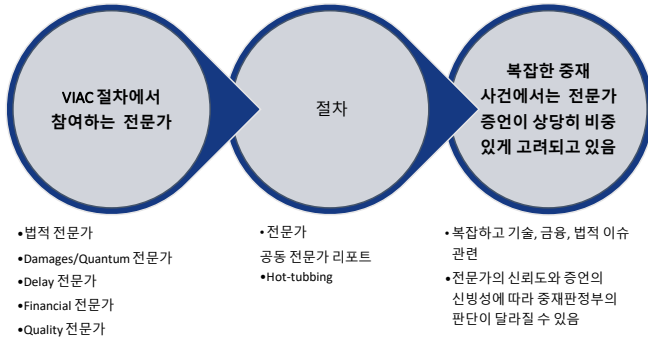 VIAC 절차에서
참여하는 전문가
절차
복잡한 중재
사건에서는 전문가
증언이 상당히 비중
있게 고려되고 있음
•법적 전문가
•Damages/Quantum 전문가
•Delay 전문가
•Financial 전문가
•Quality 전문가
• 전문가
공동 전문가 리포트
•Hot-tubbing
• 복잡하고 기술, 금융, 법적 이슈
관련
•전문가의 신뢰도와 증언의
신빙성에 따라 중재판정부의
판단이 달라질 수 있음